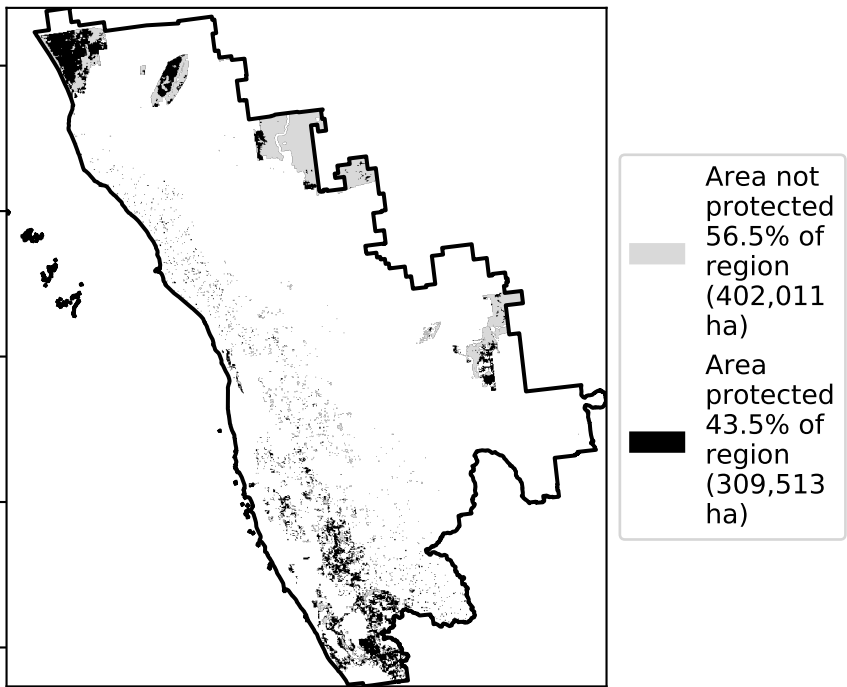 Area not
protected
56.5% of
region
(402,011
ha)
Area
protected
43.5% of
region
(309,513
ha)